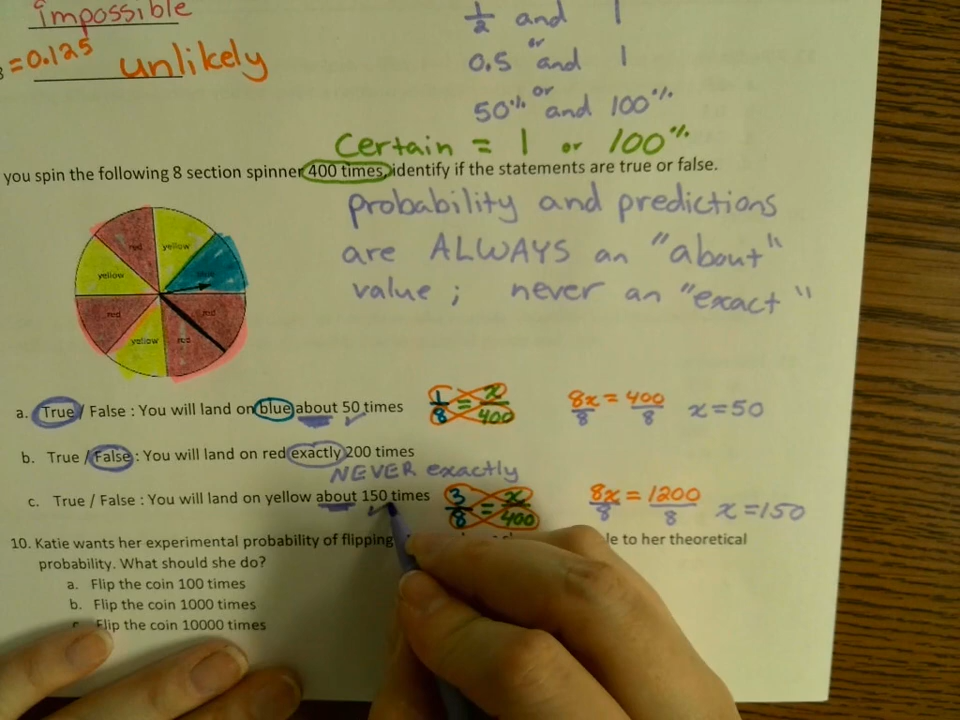 impossible
= 0.125 unlikely
1/2 and 1
or
0.5 and 1
or
50% and 100%
Certain = 1 or 100%
you spin the following 8 section spinner 400 times, identify if the statements are true or false.
probability and predictions
are ALWAYS an "about"
value; never an "exact"
red
yellow
yellow
red
red
yellow
red
a. True / False : You will land on blue about 50 times 1/8 = x/400 8x/8 = 400/8 x = 50
b. True / False : You will land on red exactly 200 times
NEVER exactly
c. True / False : You will land on yellow about 150 times 3/8 = x/400 8x/8 = 1200/8 x = 150
10. Katie wants her experimental probability of flipping to her theoretical
probability. What should she do?
a. Flip the coin 100 times
b. Flip the coin 1000 times
Flip the coin 10000 times